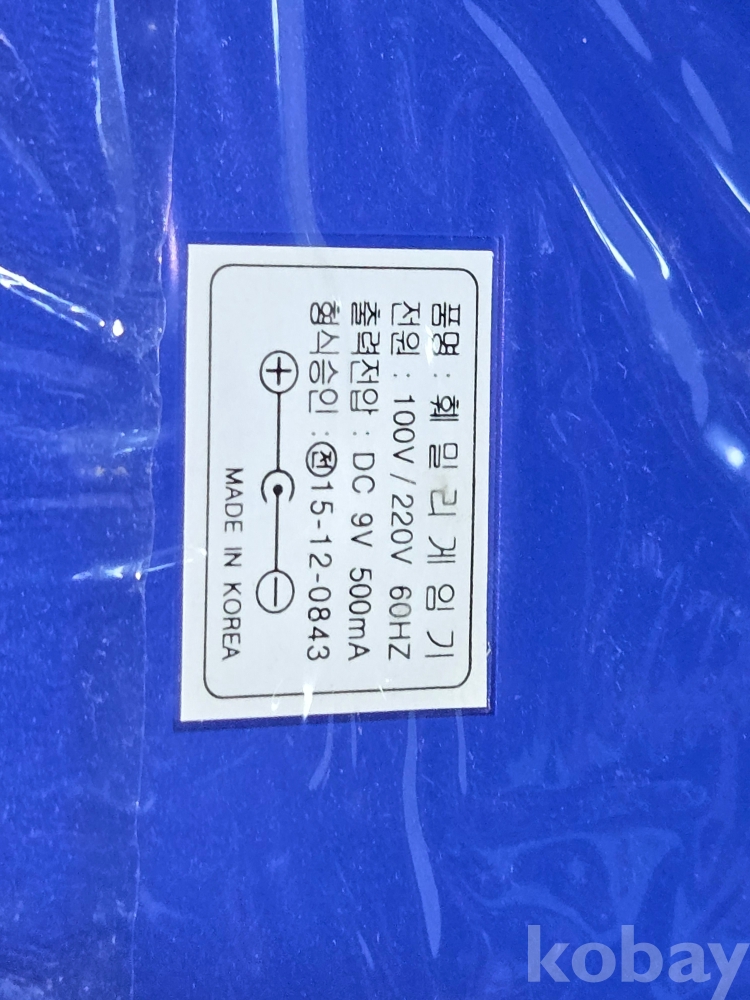 품명 : 훼밀리게임기
전원 : 100V/220V 60HZ
출력전압 : DC 9V 500mA
형식승인 : ㉄15-12-0843
+ −
MADE IN KOREA
kobay